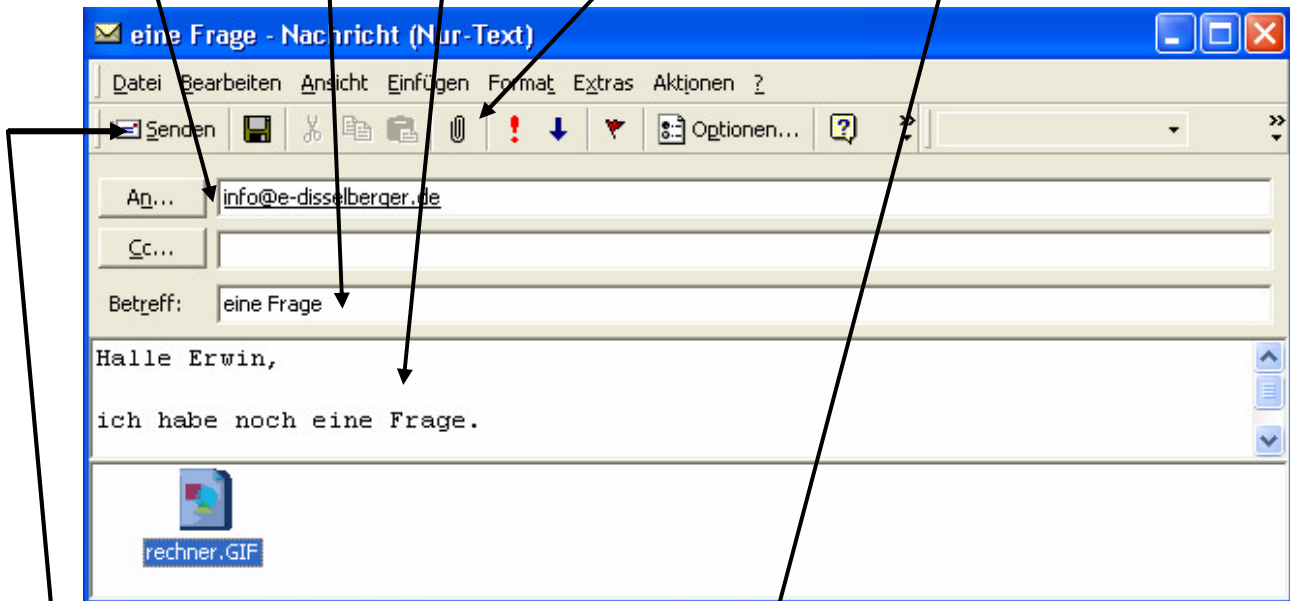 eine Frage - Nachricht (Nur-Text)
Datei Bearbeiten Ansicht Einfügen Format Extras Aktionen ?
Senden Optionen...
An... info@e-disselberger.de
Cc...
Betreff: eine Frage
Halle Erwin,
ich habe noch eine Frage.
rechner.GIF